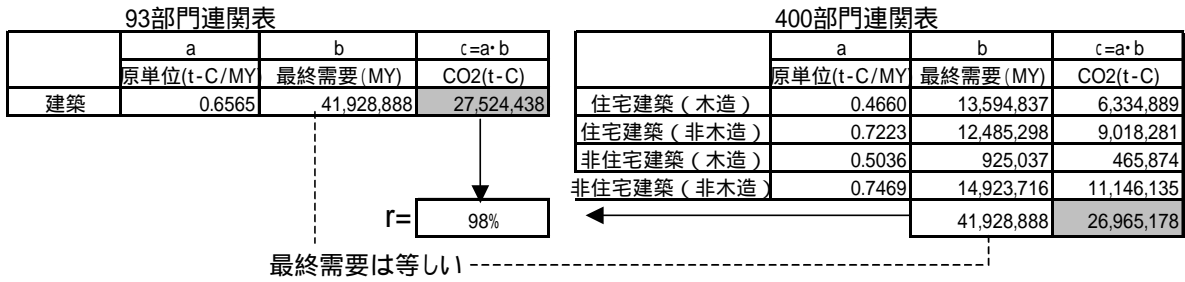 93部門連関表
a b c=a･b
原単位(t-C/MY) 最終需要(MY) CO2(t-C)
建築 0.6565 41,928,888 27,524,438
r= 98%
400部門連関表
a b c=a･b
原単位(t-C/MY) 最終需要(MY) CO2(t-C)
住宅建築(木造) 0.4660 13,594,837 6,334,889
住宅建築(非木造) 0.7223 12,485,298 9,018,281
非住宅建築(木造) 0.5036 925,037 465,874
非住宅建築(非木造) 0.7469 14,923,716 11,146,135
41,928,888 26,965,178
最終需要は等しい